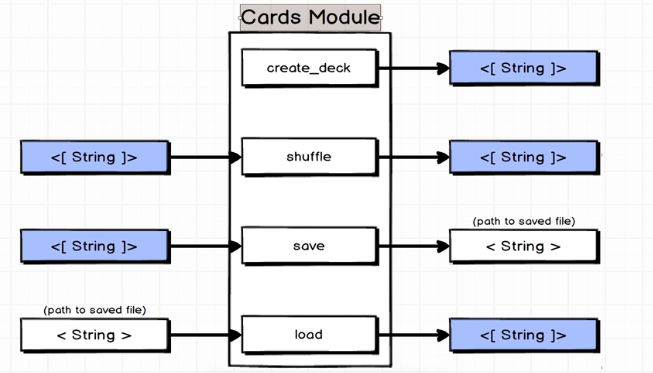 Cards Module
create_deck
<[ String ]>
<[ String ]>
shuffle
<[ String ]>
<[ String ]>
save
(path to saved file)
< String >
(path to saved file)
< String >
load
<[ String ]>